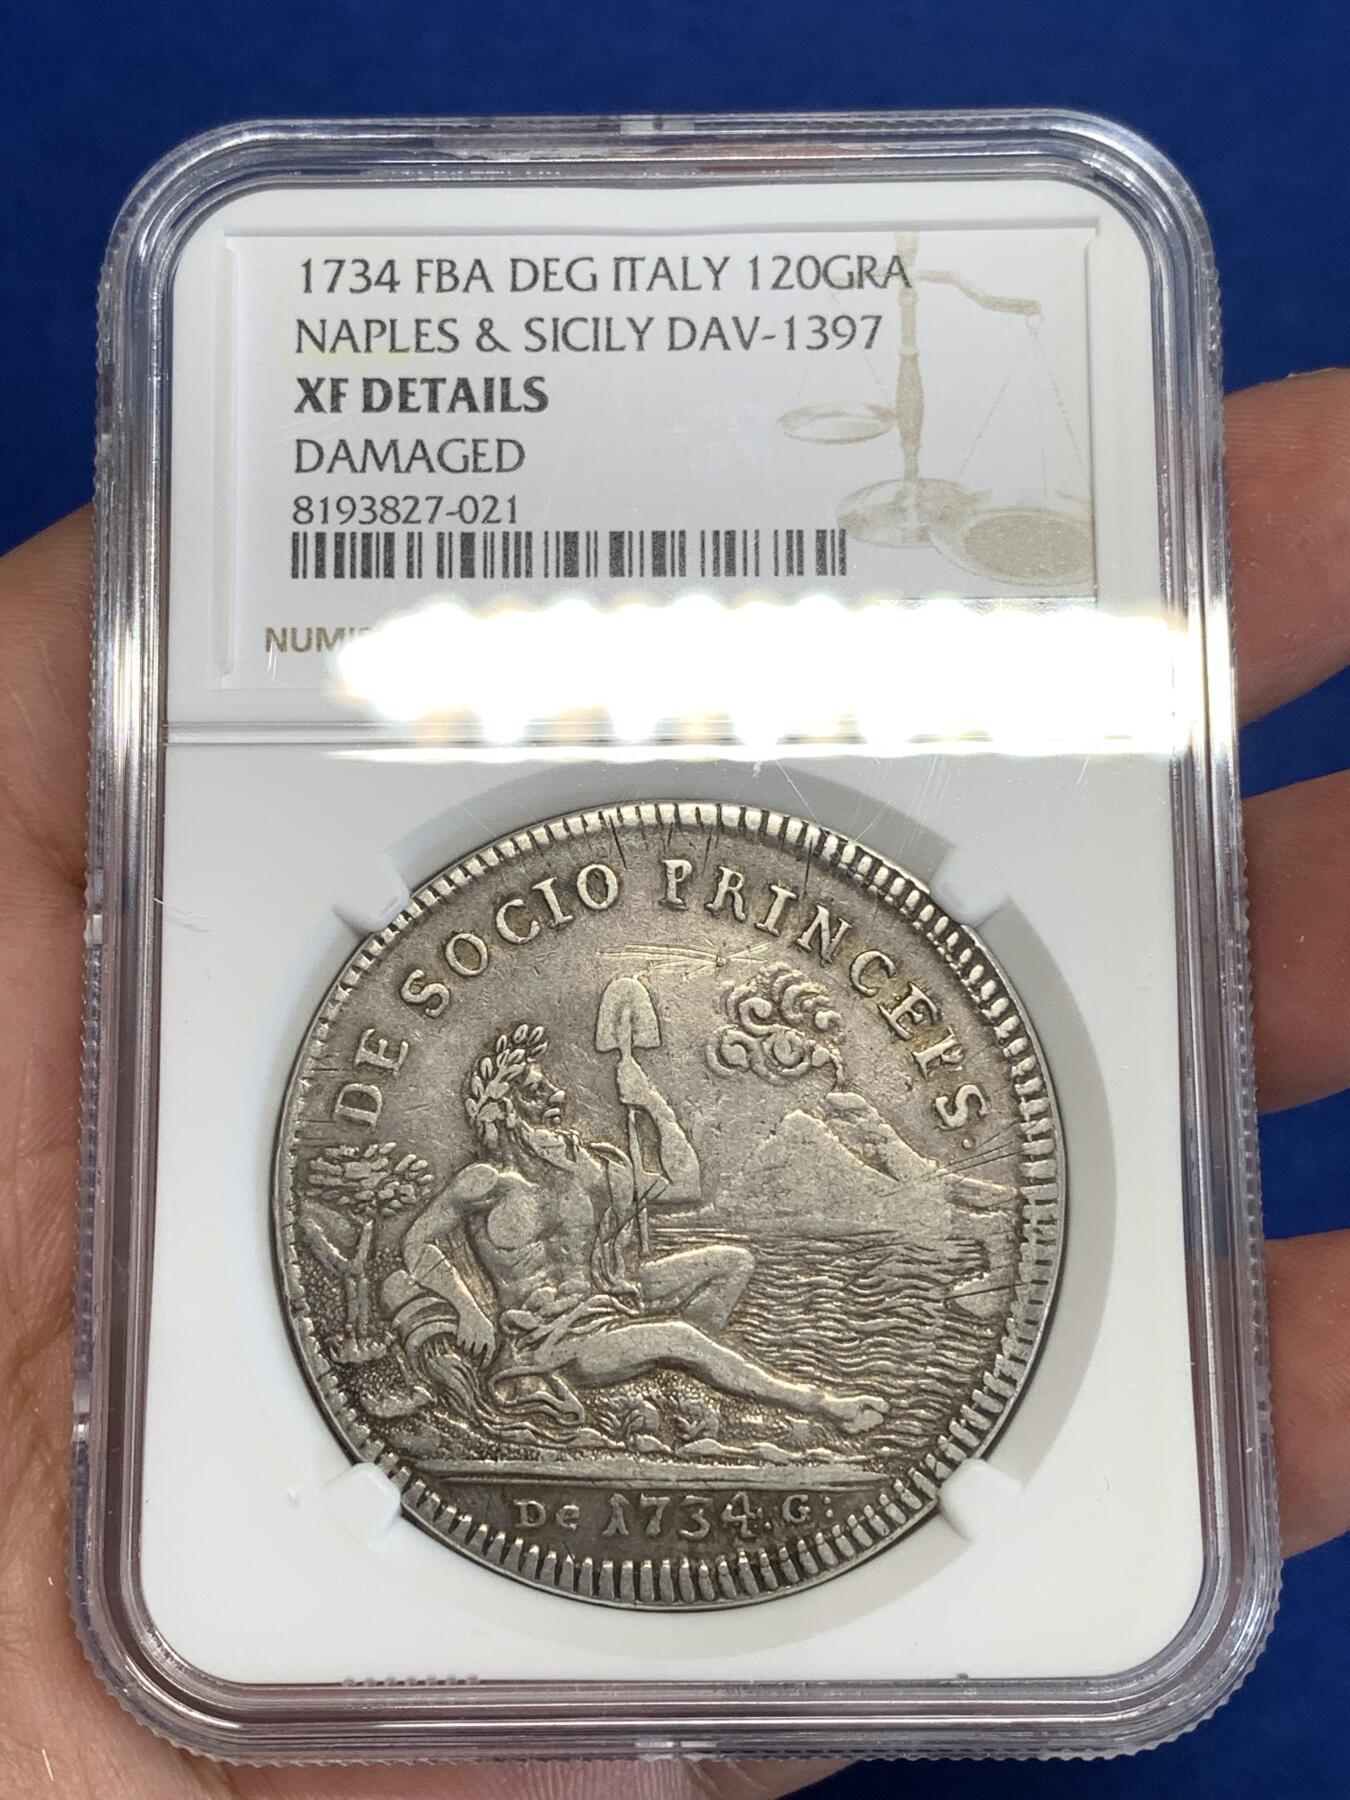 1734 FBA DEG ITALY 120GRA
NAPLES & SICILY DAV-1397
XF DETAILS
DAMAGED
8193827-021
DE SOCIO PRINCEPS.
De 1734. G: